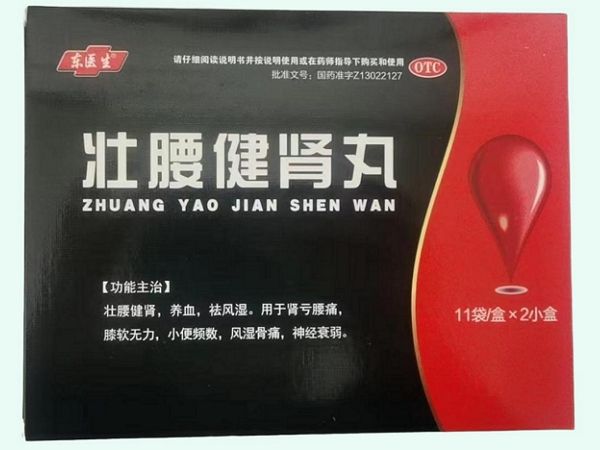 东医生
请仔细阅读说明书并按说明使用或在药师指导下购买和使用
批准文号：国药准字Z13022127
OTC
壮腰健肾丸
ZHUANG YAO JIAN SHEN WAN
【功能主治】
壮腰健肾，养血，祛风湿。用于肾亏腰痛，
膝软无力，小便频数，风湿骨痛，神经衰弱。
11袋/盒×2小盒